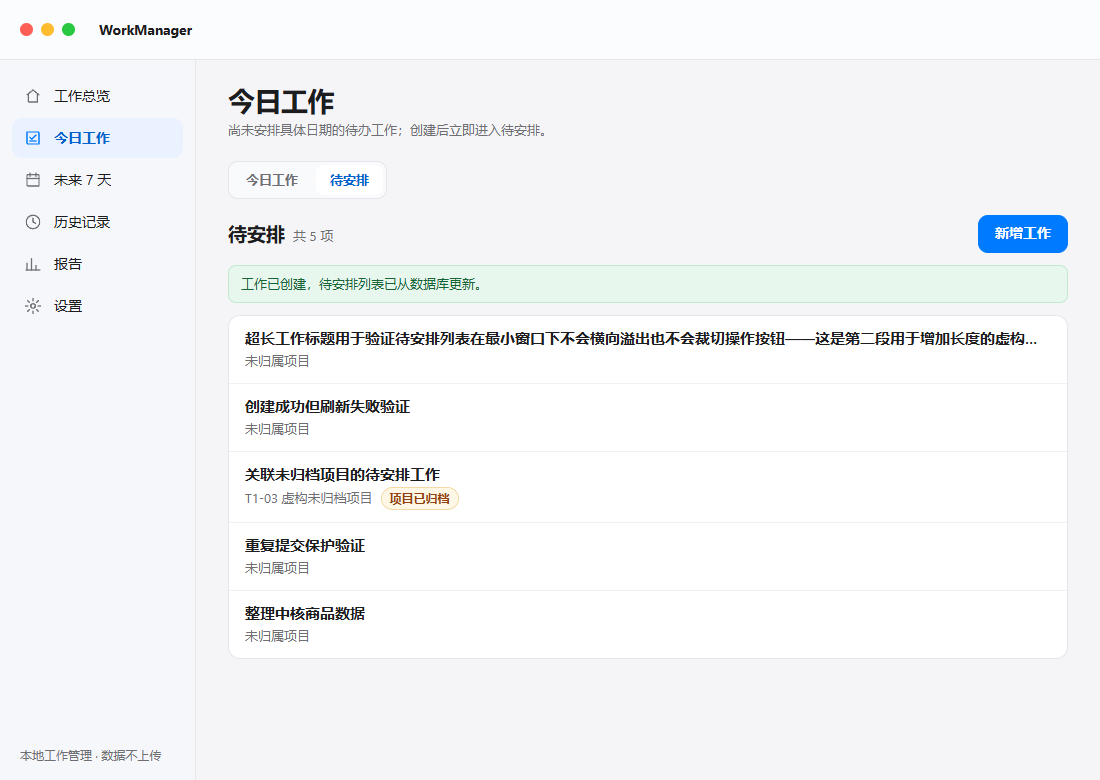 WorkManager
工作总览
今日工作
未来 7 天
历史记录
报告
设置
本地工作管理 · 数据不上传
今日工作
尚未安排具体日期的待办工作；创建后立即进入待安排。
今日工作
待安排
待安排 共 5 项
新增工作
工作已创建，待安排列表已从数据库更新。
超长工作标题用于验证待安排列表在最小窗口下不会横向溢出也不会裁切操作按钮——这是第二段用于增加长度的虚构...
未归属项目
创建成功但刷新失败验证
未归属项目
关联未归档项目的待安排工作
T1-03 虚构未归档项目 项目已归档
重复提交保护验证
未归属项目
整理中核商品数据
未归属项目